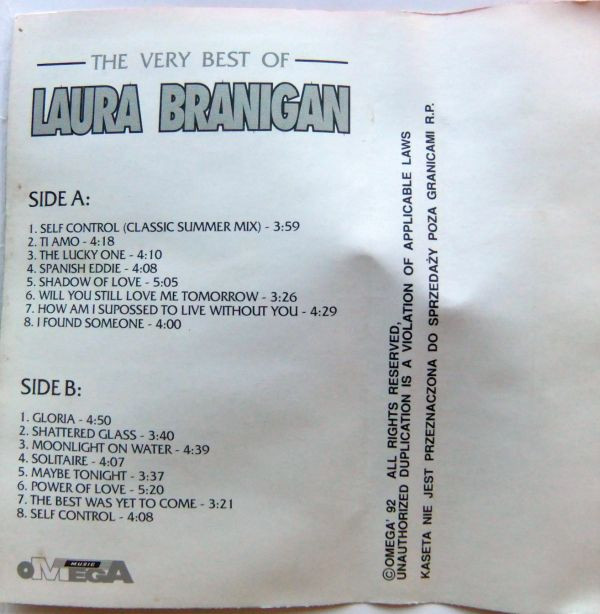 THE VERY BEST OF
LAURA BRANIGAN
SIDE A:
1. SELF CONTROL (CLASSIC SUMMER MIX) - 3:59
2. TI AMO - 4:18
3. THE LUCKY ONE - 4:10
4. SPANISH EDDIE - 4:08
5. SHADOW OF LOVE - 5:05
6. WILL YOU STILL LOVE ME TOMORROW - 3:26
7. HOW AM I SUPOSSED TO LIVE WITHOUT YOU - 4:29
8. I FOUND SOMEONE - 4:00
SIDE B:
1. GLORIA - 4:50
2. SHATTERED GLASS - 3:40
3. MOONLIGHT ON WATER - 4:39
4. SOLITAIRE - 4:07
5. MAYBE TONIGHT - 3:37
6. POWER OF LOVE - 5:20
7. THE BEST WAS YET TO COME - 3:21
8. SELF CONTROL - 4:08
MUSIC
OMEGA
©OMEGA' 92 ALL RIGHTS RESERVED,
UNAUTHORIZED DUPLICATION IS A VIOLATION OF APPLICABLE LAWS
KASETA NIE JEST PRZEZNACZONA DO SPRZEDAŻY POZA GRANICAMI R.P.